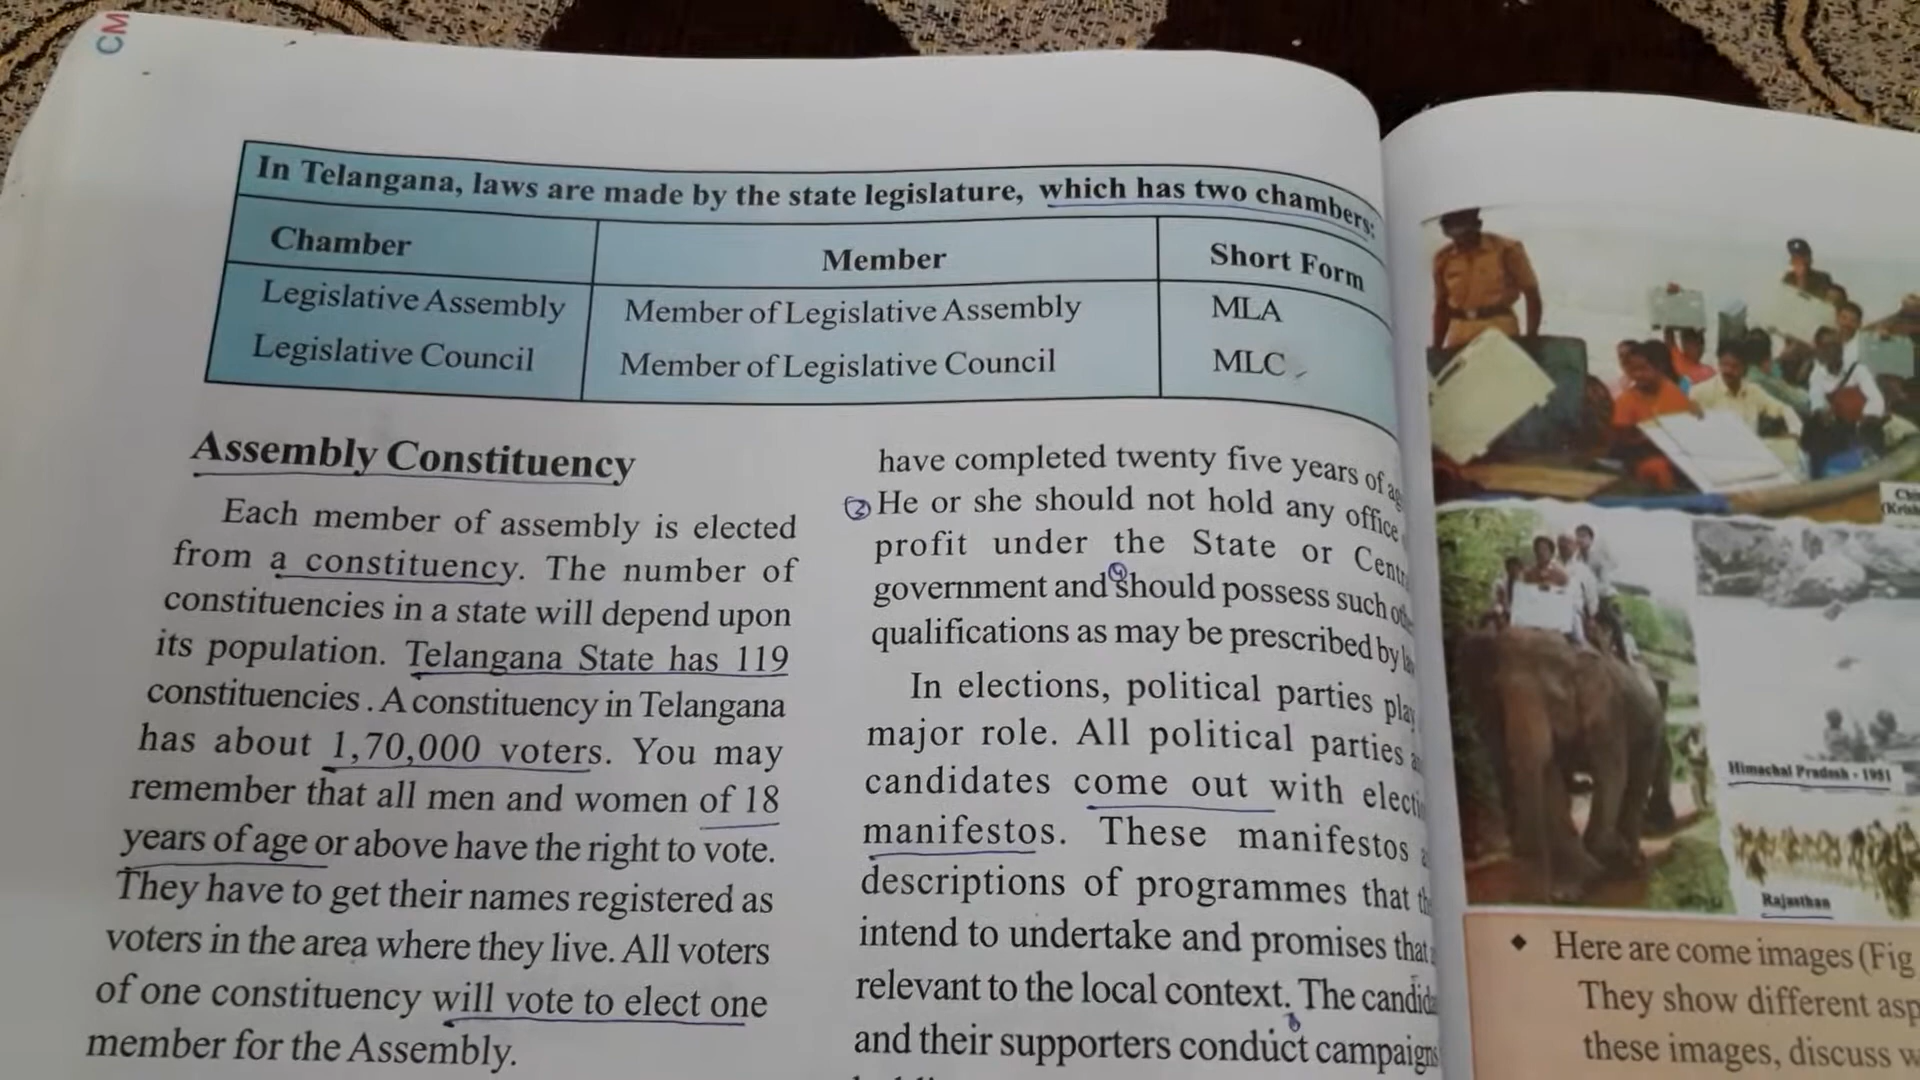 CM
In Telangana, laws are made by the state legislature, which has two chambers:
Chamber Member Short Form
Legislative Assembly Member of Legislative Assembly MLA
Legislative Council Member of Legislative Council MLC
Assembly Constituency
Each member of assembly is elected
from a constituency. The number of
constituencies in a state will depend upon
its population. Telangana State has 119
constituencies. A constituency in Telangana
has about 1,70,000 voters. You may
remember that all men and women of 18
years of age or above have the right to vote.
They have to get their names registered as
voters in the area where they live. All voters
of one constituency will vote to elect one
member for the Assembly.
have completed twenty five years of
He or she should not hold any office
profit under the State or
government and should possess such
qualifications as may be prescribed by
In elections, political parties
major role. All political parties
candidates come out with
manifestos. These manifestos
descriptions of programmes that
intend to undertake and promises that
relevant to the local context. The
and their supporters conduct campaigns
Himachal Pradesh - 1951
Rajasthan
◆ Here are come images (Fig
They show different
these images, discuss